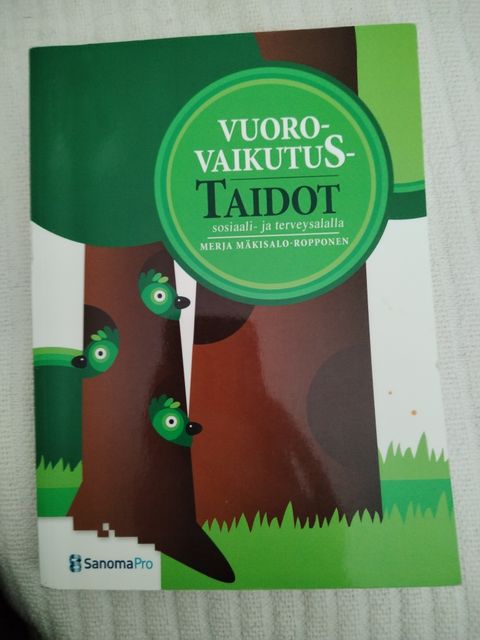 VUORO-
VAIKUTUS-
TAIDOT
sosiaali- ja terveysalalla
MERJA MÄKISALO-ROPPONEN
SanomaPro